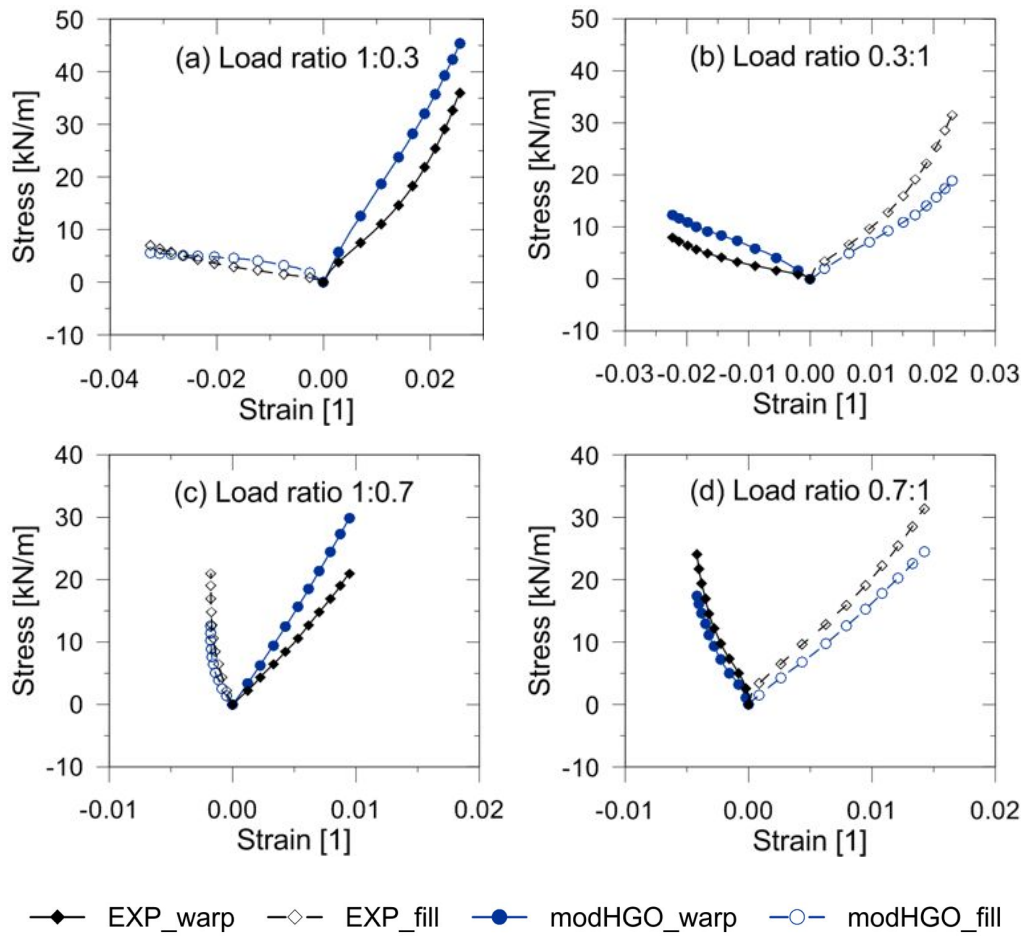 (a) Load ratio 1:0.3
Stress [kN/m]
50
40
30
20
10
0
-10
-0.04 -0.02 0.00 0.02
Strain [1]
(b) Load ratio 0.3:1
Stress [kN/m]
50
40
30
20
10
0
-10
-0.03 -0.02 -0.01 0.00 0.01 0.02 0.03
Strain [1]
(c) Load ratio 1:0.7
Stress [kN/m]
40
30
20
10
0
-10
-0.01 0.00 0.01 0.02
Strain [1]
(d) Load ratio 0.7:1
Stress [kN/m]
40
30
20
10
0
-10
-0.01 0.00 0.01 0.02
Strain [1]
EXP_warp EXP_fill modHGO_warp modHGO_fill